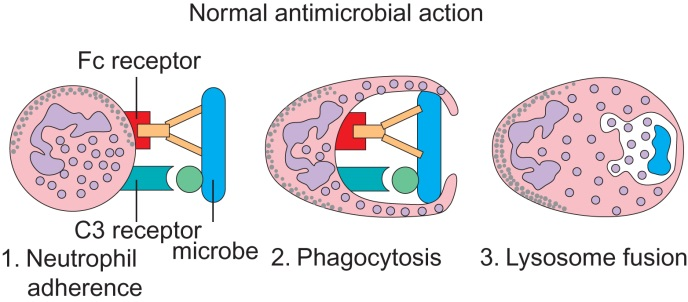 Normal antimicrobial action
Fc receptor
C3 receptor
microbe
1. Neutrophil
adherence
2. Phagocytosis
3. Lysosome fusion